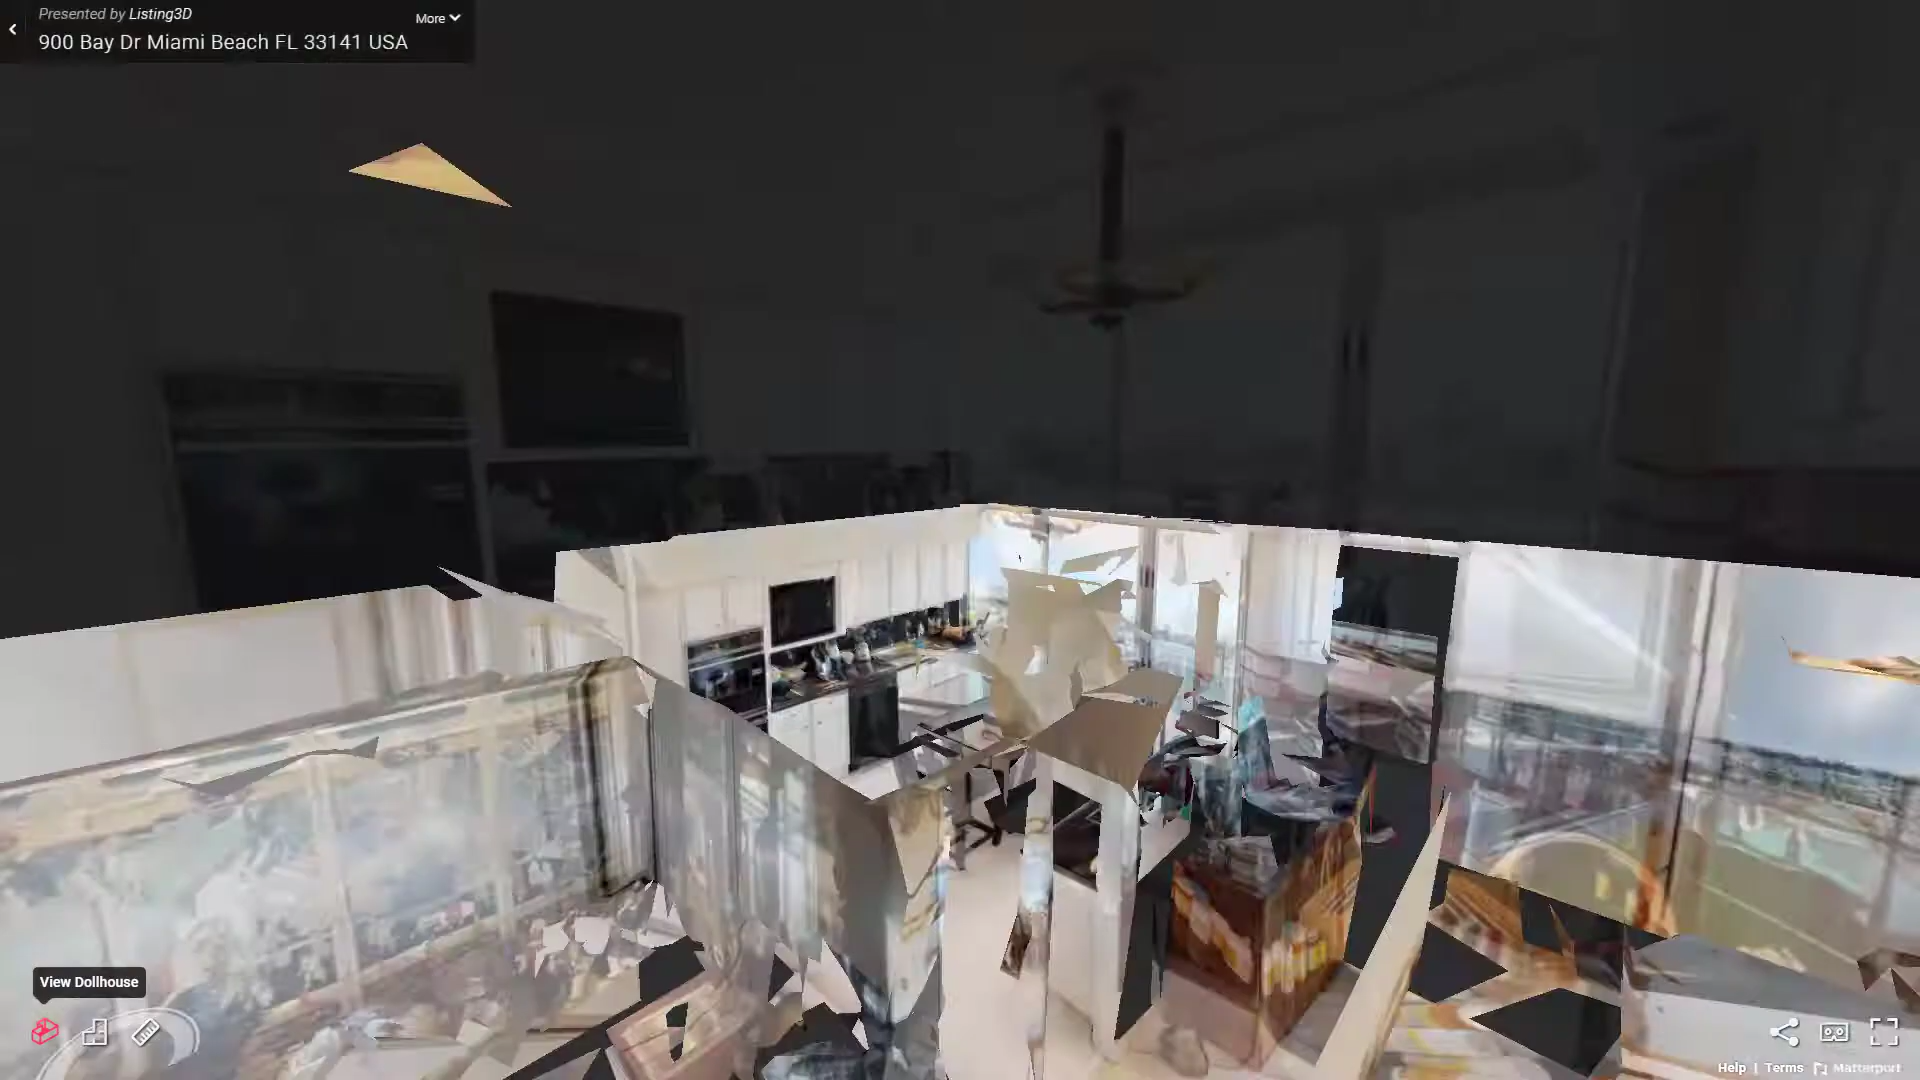 Presented by Listing3D
More
900 Bay Dr Miami Beach FL 33141 USA
View Dollhouse
Help | Terms
Matterport